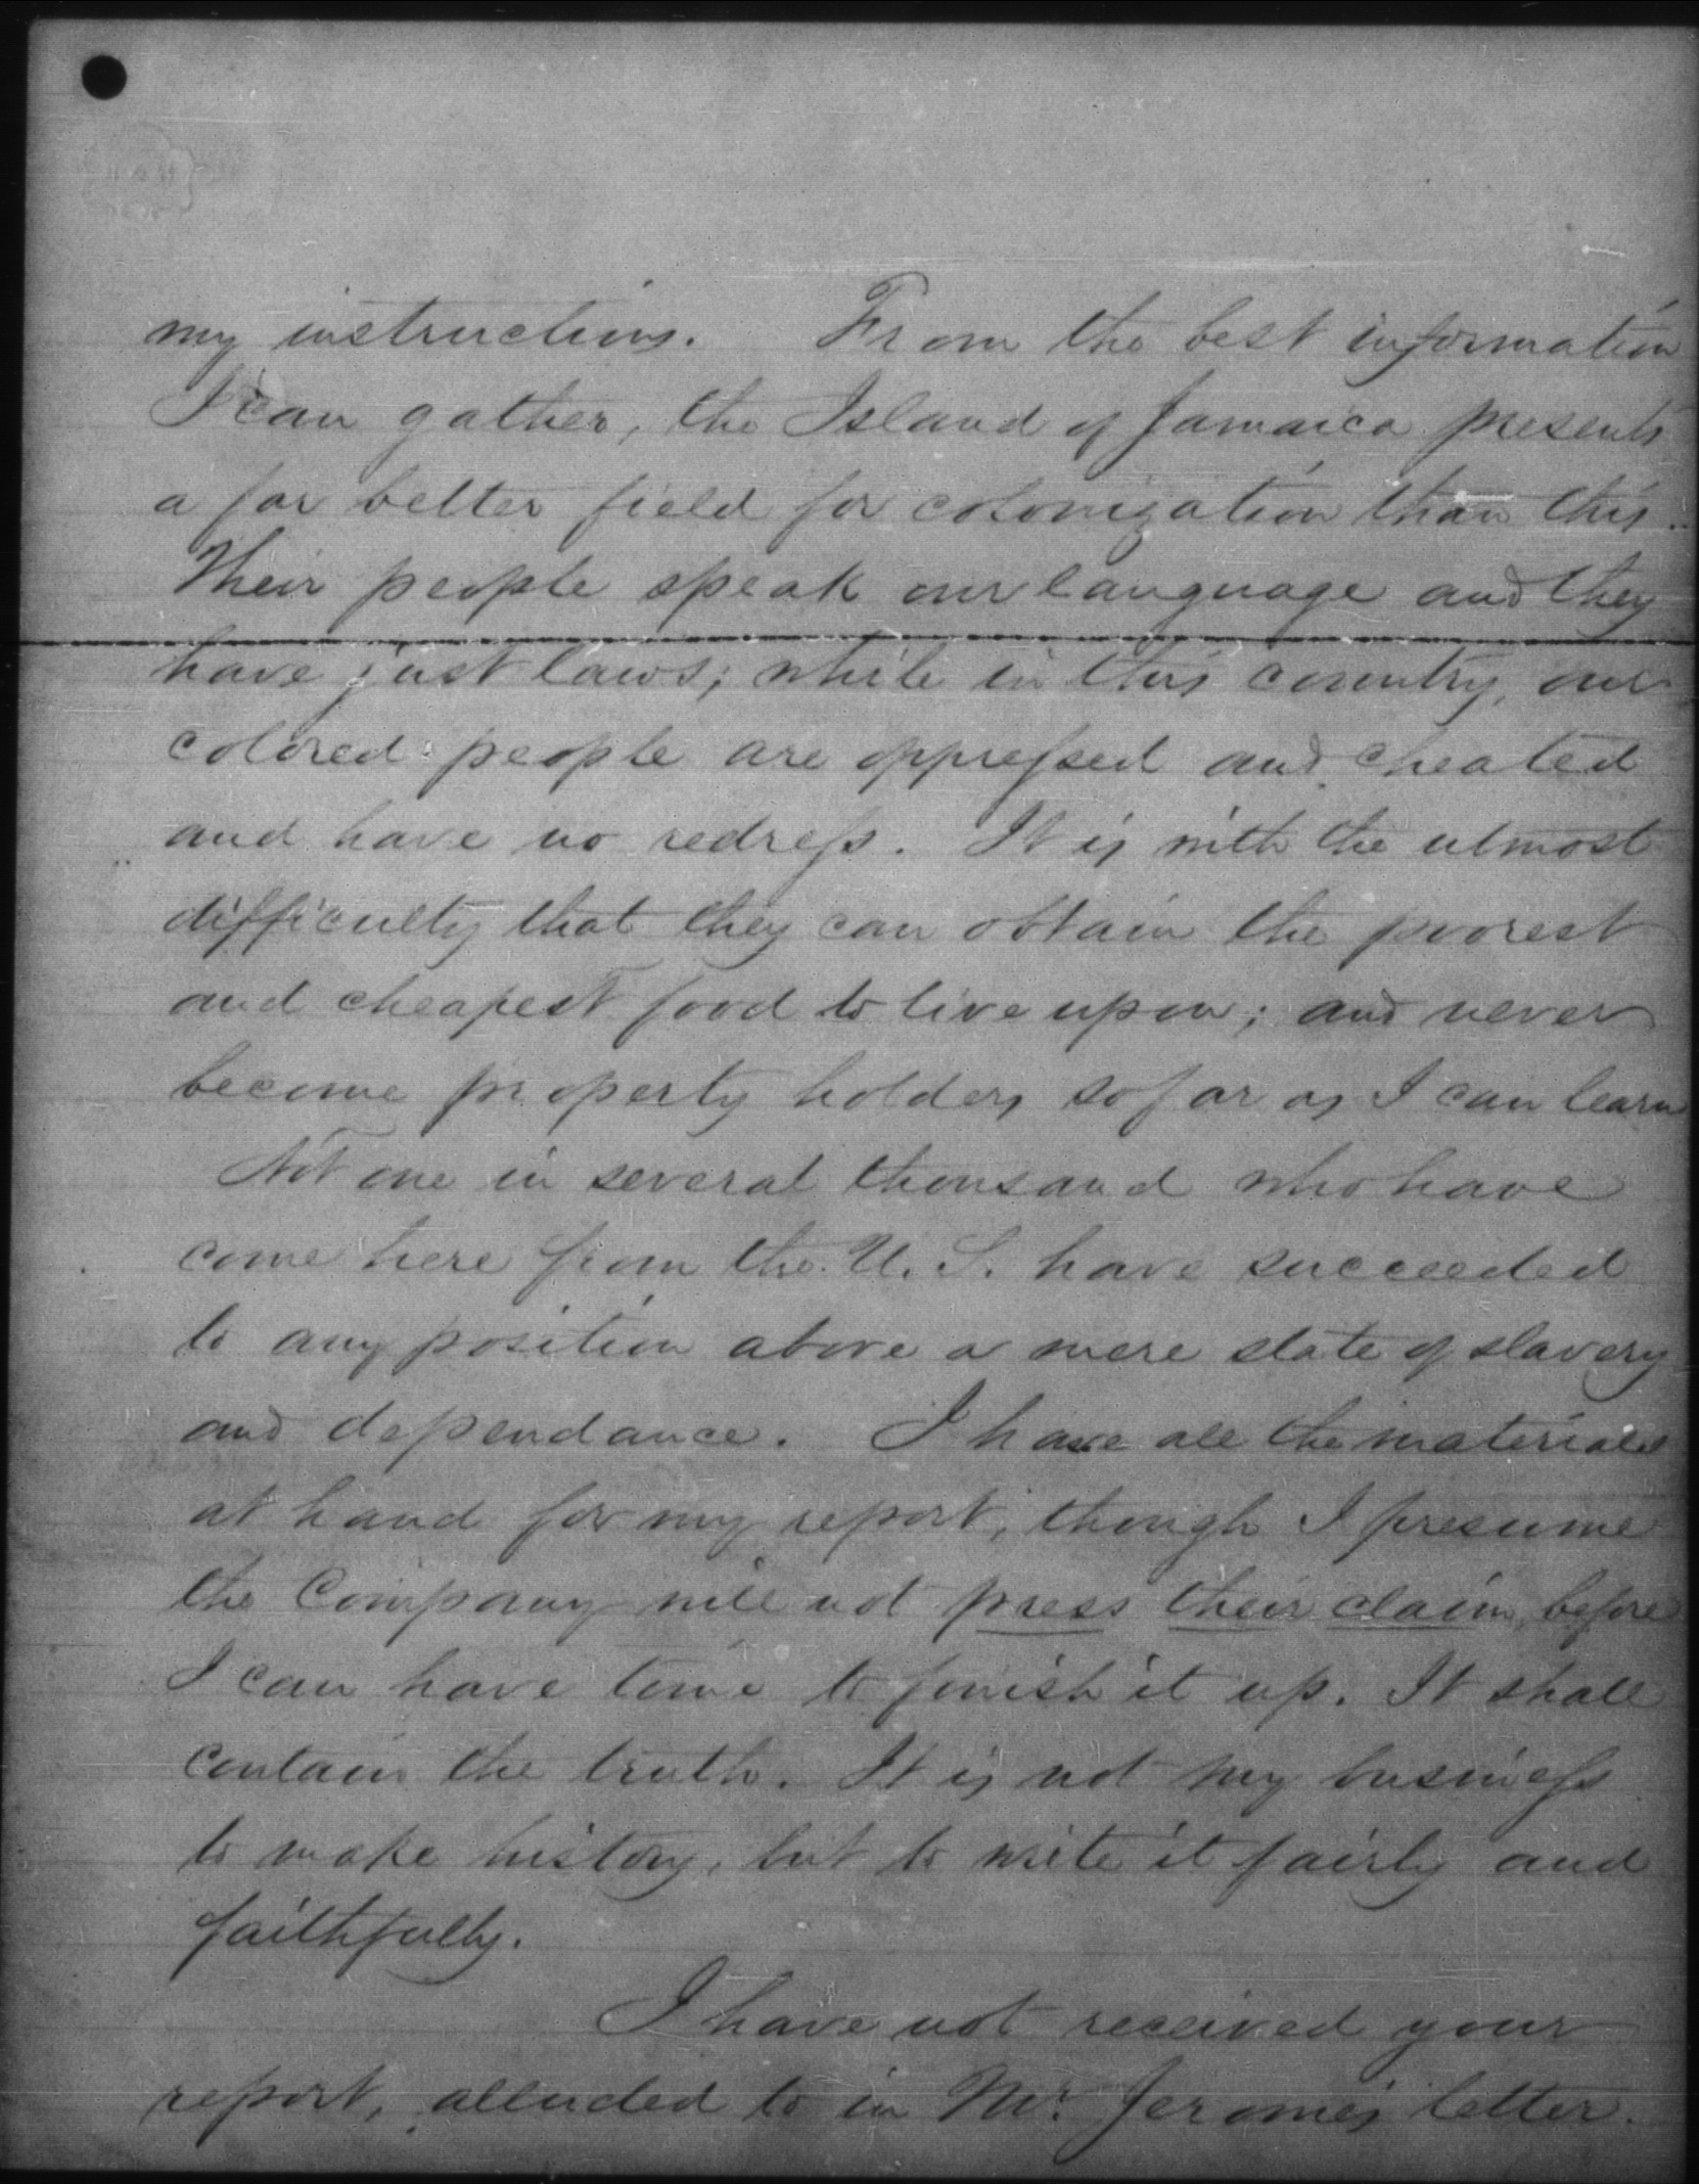 my instructions. From the best information
I can gather, the Island of Jamaica presents
a far better field for colonization than this.
Their people speak our language and they
have just laws; while in this country, our
colored people are oppressed and cheated
and have no redress. It is with the utmost
difficulty that they can obtain the poorest
and cheapest food to live upon; and never
become property holders so far as I can learn
Not one in several thousand who have
come here from the U. S. have succeeded
to any position above a mere state of slavery
and dependance. I have all the materials
at hand for my report, though I presume
the Company will not press their claim, before
I can have time to finish it up. It shall
contain the truth. It is not my business
to make history, but to write it fairly and
faithfully.
I have not received your
report, alluded to in Mr. Jerome's letter.